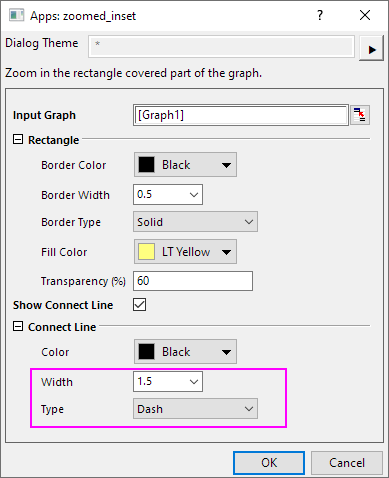 Apps: zoomed_inset
Dialog Theme *
Zoom in the rectangle covered part of the graph.
Input Graph [Graph1]
Rectangle
Border Color Black
Border Width 0.5
Border Type Solid
Fill Color LT Yellow
Transparency (%) 60
Show Connect Line
Connect Line
Color Black
Width 1.5
Type Dash
OK Cancel